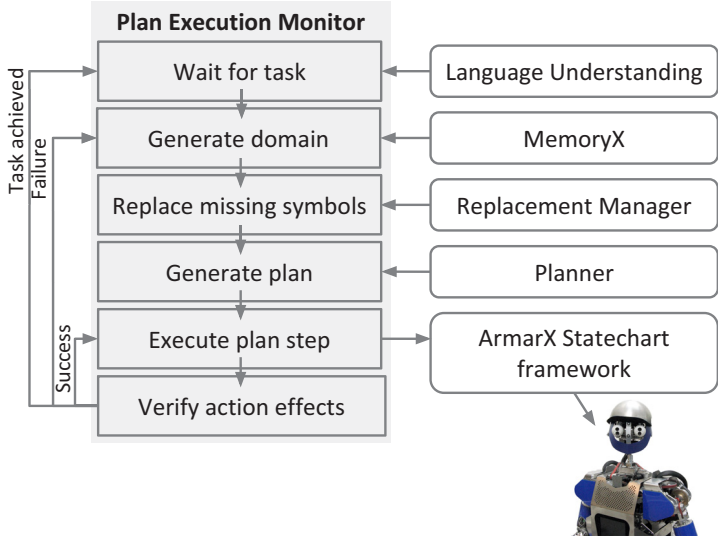 Plan Execution Monitor
Wait for task
Language Understanding
Generate domain
MemoryX
Replace missing symbols
Replacement Manager
Generate plan
Planner
Execute plan step
ArmarX Statechart
framework
Verify action effects
Task achieved
Failure
Success